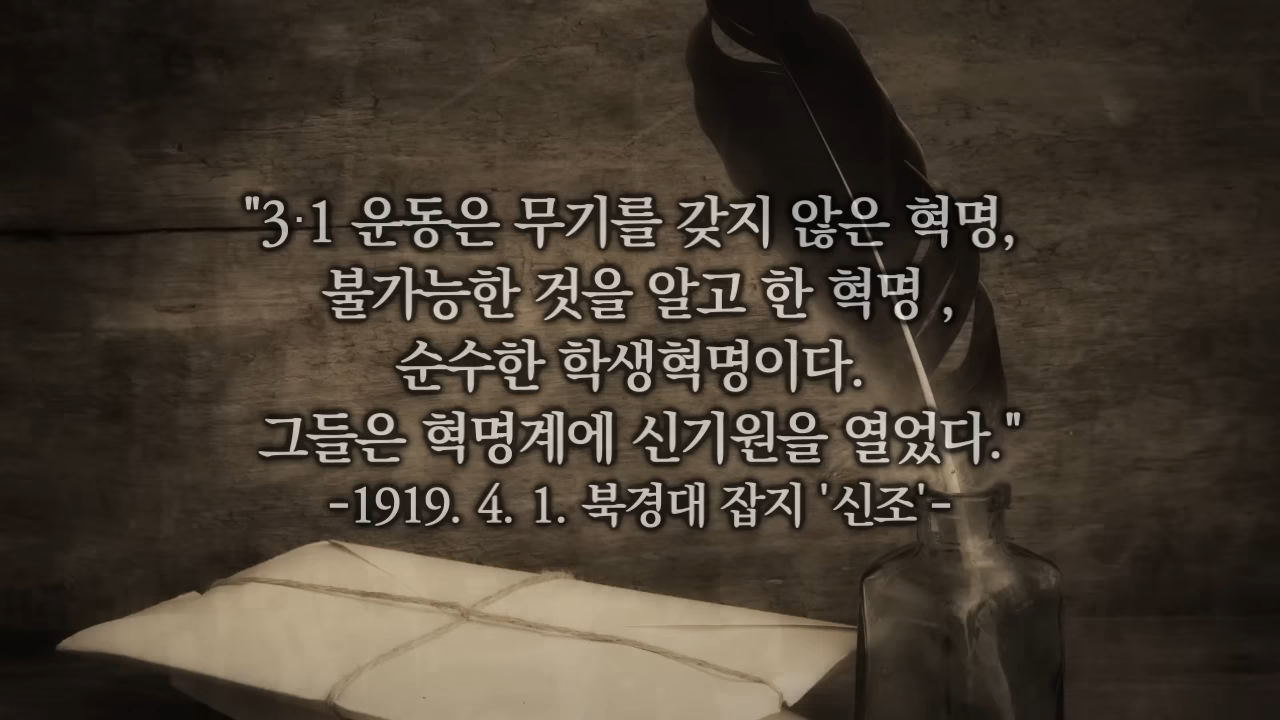 "3·1 운동은 무기를 갖지 않은 혁명,
불가능한 것을 알고 한 혁명 ,
순수한 학생혁명이다.
그들은 혁명계에 신기원을 열었다."
-1919. 4. 1. 북경대 잡지 '신조'-